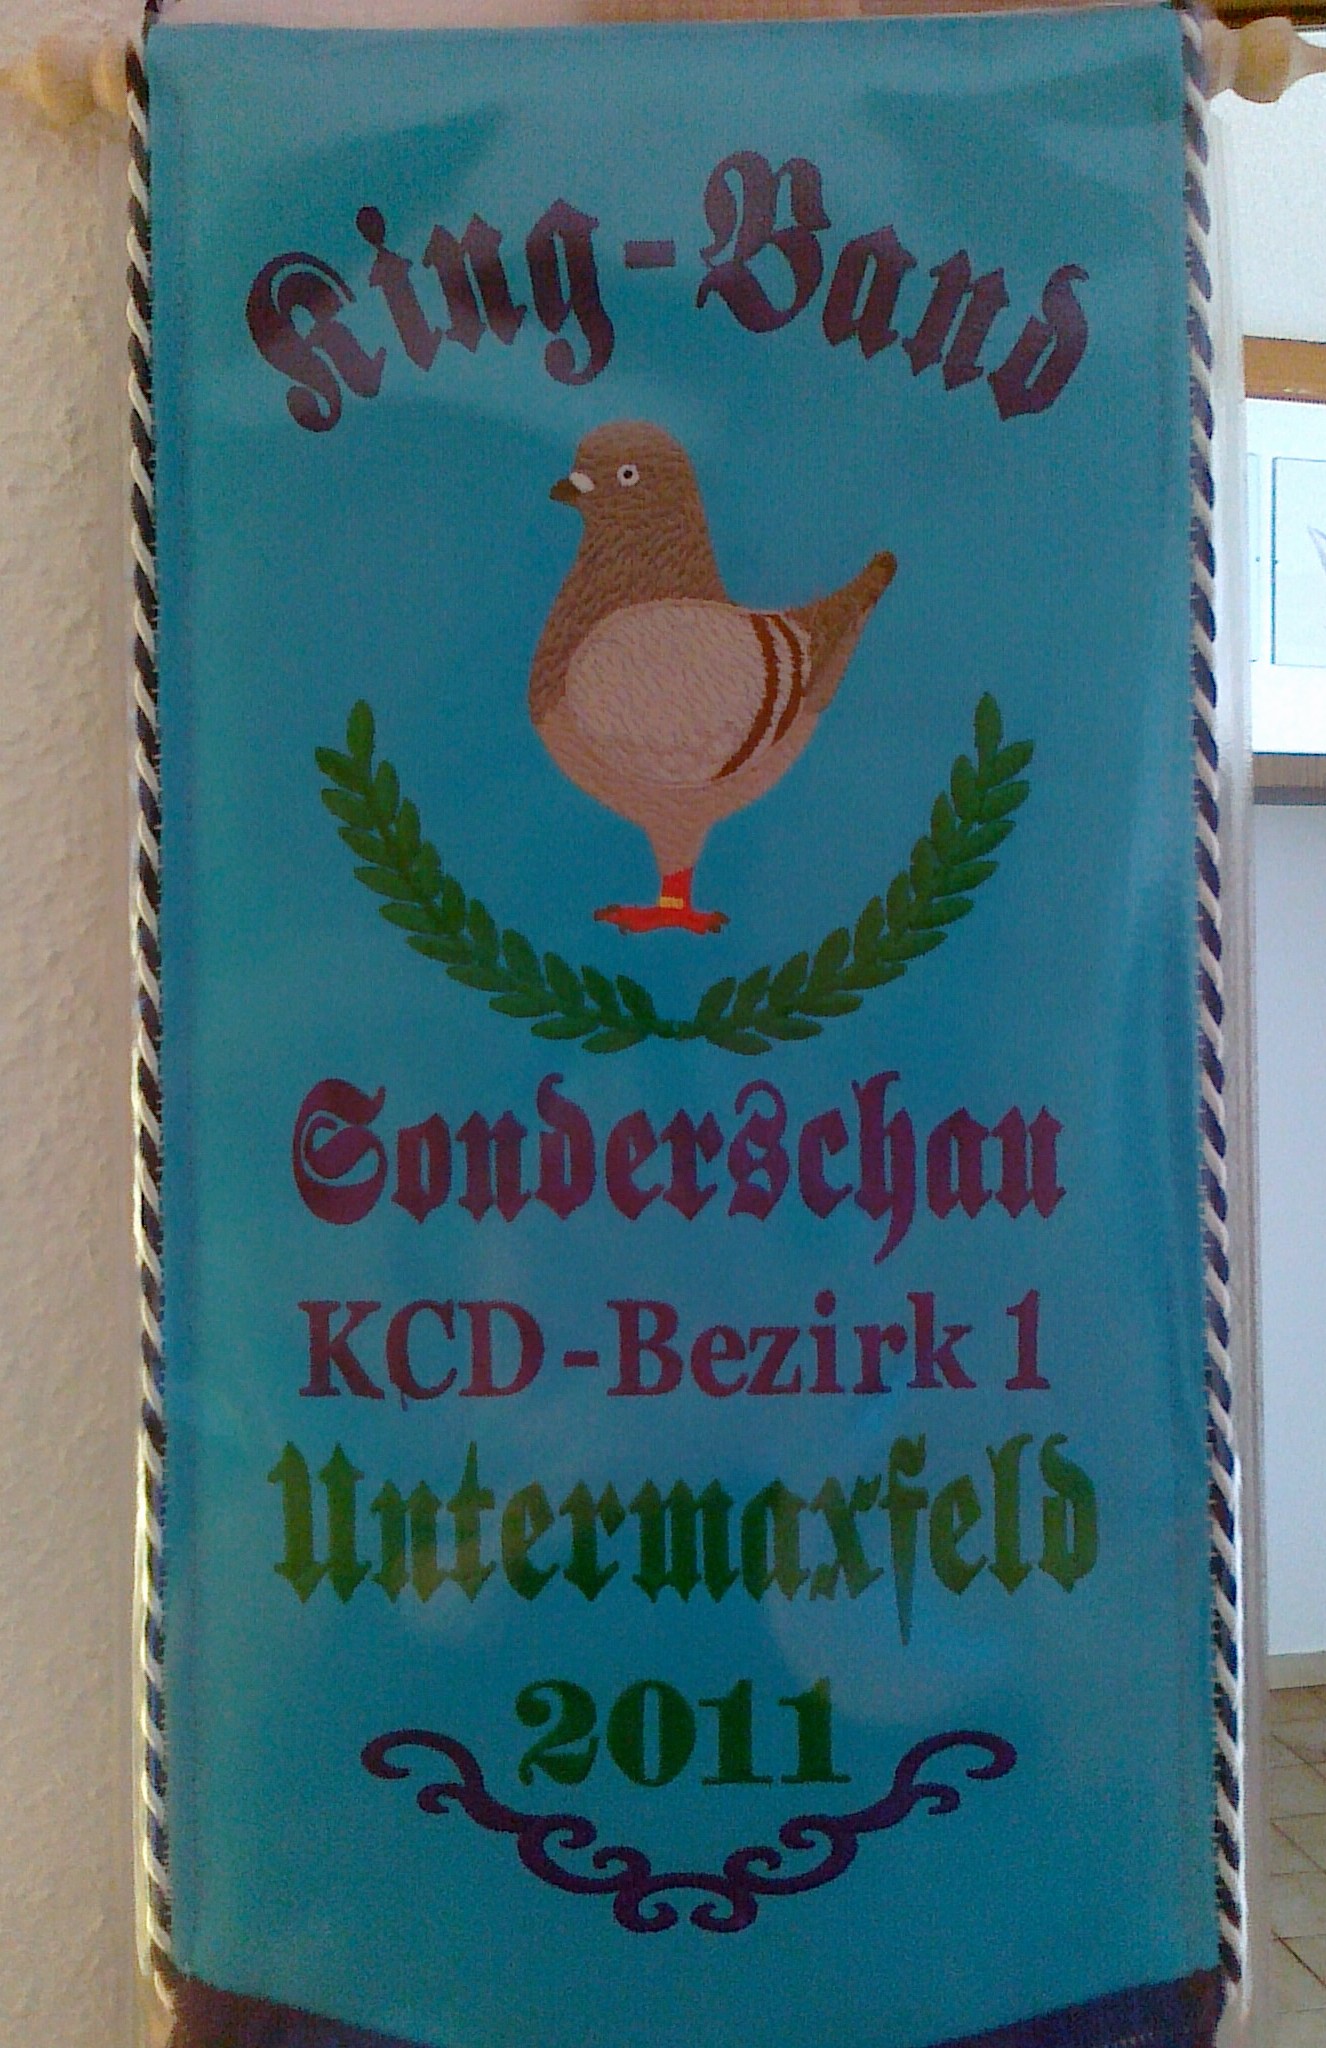 King-Band
Sonderschau
KCD-Bezirk 1
Untermaxfeld
2011